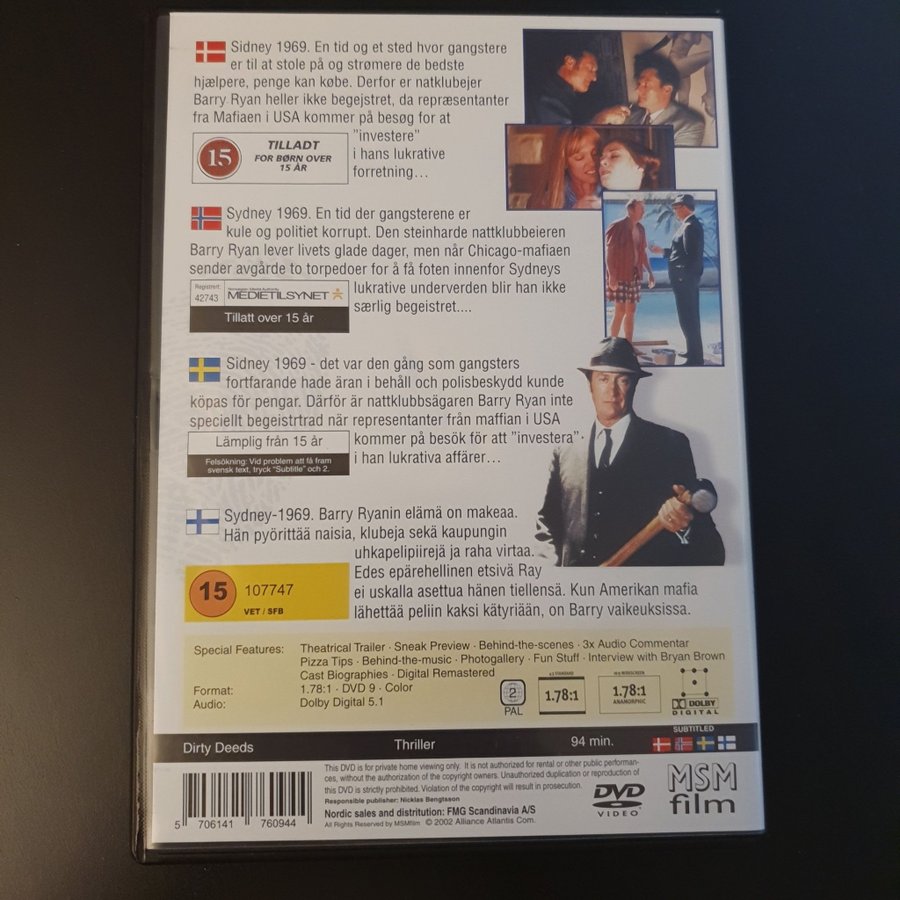 Sidney 1969. En tid og et sted hvor gangstere
er til at stole på og strømere de bedste
hjælpere, penge kan købe. Derfor er natklubejer
Barry Ryan heller ikke begejstret, da repræsentanter
fra Mafiaen i USA kommer på besøg for at
"investere"
i hans lukrative
forretning...
15
TILLADT
FOR BØRN OVER
15 ÅR
Sydney 1969. En tid der gangsterene er
kule og politiet korrupt. Den steinharde nattklubbeieren
Barry Ryan lever livets glade dager, men når Chicago-mafiaen
sender avgårde to torpedoer for å få foten innenfor Sydneys
lukrative underverden blir han ikke
særlig begeistret....
Registrert:
42743
Norwegian Media Authority
MEDIETILSYNET
Tillatt over 15 år
Sidney 1969 - det var den gång som gangsters
fortfarande hade äran i behåll och polisbeskydd kunde
köpas för pengar. Därför är nattklubbsägaren Barry Ryan inte
speciellt begeistrtrad när representanter från maffian i USA
kommer på besök för att "investera"
i han lukrativa affärer...
Lämplig från 15 år
Felsökning: Vid problem att få fram
svensk text, tryck "Subtitle" och 2.
Sydney-1969. Barry Ryanin elämä on makeaa.
Hän pyörittää naisia, klubeja sekä kaupungin
uhkapelipiirejä ja raha virtaa.
Edes epärehellinen etsivä Ray
ei uskalla asettua hänen tiellensä. Kun Amerikan mafia
lähettää peliin kaksi kätyriään, on Barry vaikeuksissa.
15
107747
VET / SFB
Special Features: Theatrical Trailer · Sneak Preview · Behind-the-scenes · 3x Audio Commentar
Pizza Tips · Behind-the-music · Photogallery · Fun Stuff · Interview with Bryan Brown
Cast Biographies · Digital Remastered
Format: 1.78:1 · DVD 9 · Color
Audio: Dolby Digital 5.1
2
PAL
4:3 STANDARD
1.78:1
16:9 WIDESCREEN
1.78:1
ANAMORPHIC
DOLBY
DIGITAL
Dirty Deeds Thriller 94 min.
SUBTITLED
This DVD is for private home viewing only. It is not authorized for rental or other public performan-
ces, without the authorization of the copyright owners. Unauthorized duplication or reproduction of
this DVD is strictly prohibited. Violation of the copyright will result in prosecution.
Responsible publisher: Nicklas Bengtsson
Nordic sales and distritution: FMG Scandinavia A/S
All Rights Reserved by MSMfilm © 2002 Alliance Atlantis Com.
5 706141 760944
DVD
VIDEO
MSM
film